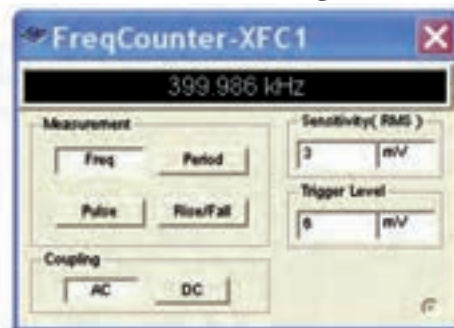 FreqCounter-XFC1
399.986 kHz
Measurement
Freq
Period
Pulse
Rise/Fall
Coupling
AC
DC
Sensitivity( RMS )
3
mV
Trigger Level
6
mV